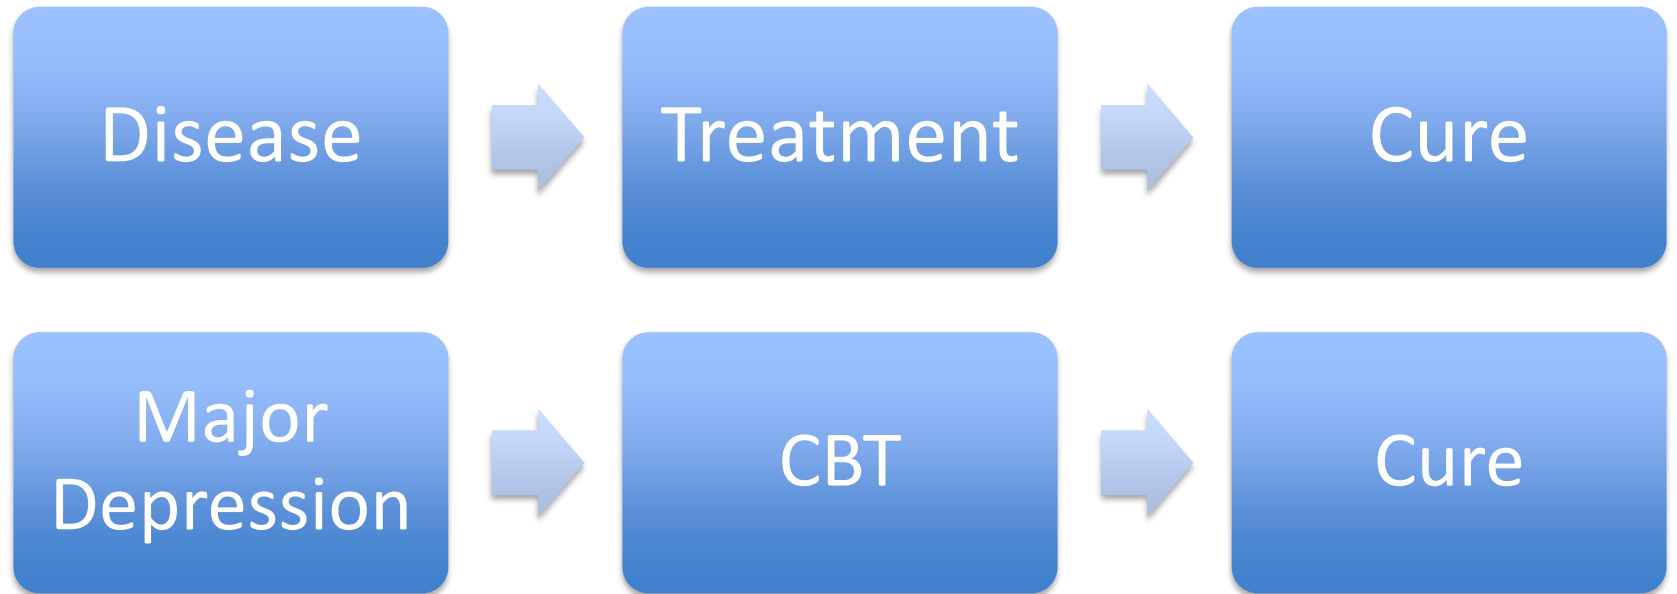 Disease
Treatment
Cure
Major
Depression
CBT
Cure